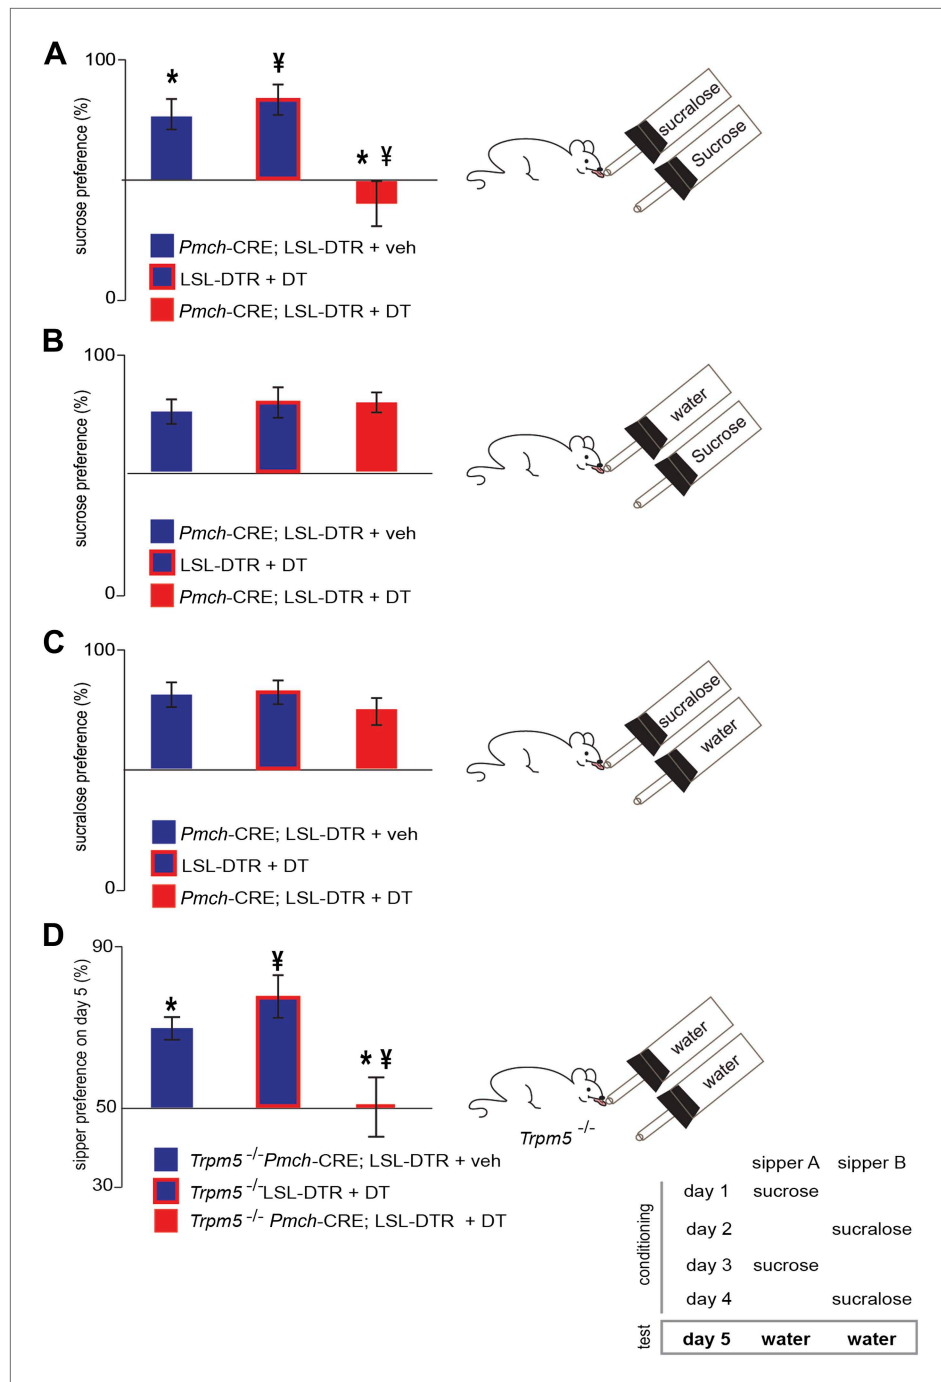 A
100
sucrose preference (%)
0
* ¥ * ¥
sucralose
Sucrose
Pmch-CRE; LSL-DTR + veh
LSL-DTR + DT
Pmch-CRE; LSL-DTR + DT
B
100
sucrose preference (%)
0
water
Sucrose
Pmch-CRE; LSL-DTR + veh
LSL-DTR + DT
Pmch-CRE; LSL-DTR + DT
C
100
sucralose preference (%)
0
sucralose
water
Pmch-CRE; LSL-DTR + veh
LSL-DTR + DT
Pmch-CRE; LSL-DTR + DT
D
90
50
30
sipper preference on day 5 (%)
* ¥ * ¥
water
water
Trpm5 -/-
Trpm5 -/- Pmch-CRE; LSL-DTR + veh
Trpm5 -/- LSL-DTR + DT
Trpm5 -/- Pmch-CRE; LSL-DTR + DT
sipper A sipper B
conditioning
day 1 sucrose
day 2 sucralose
day 3 sucrose
day 4 sucralose
test
day 5 water water